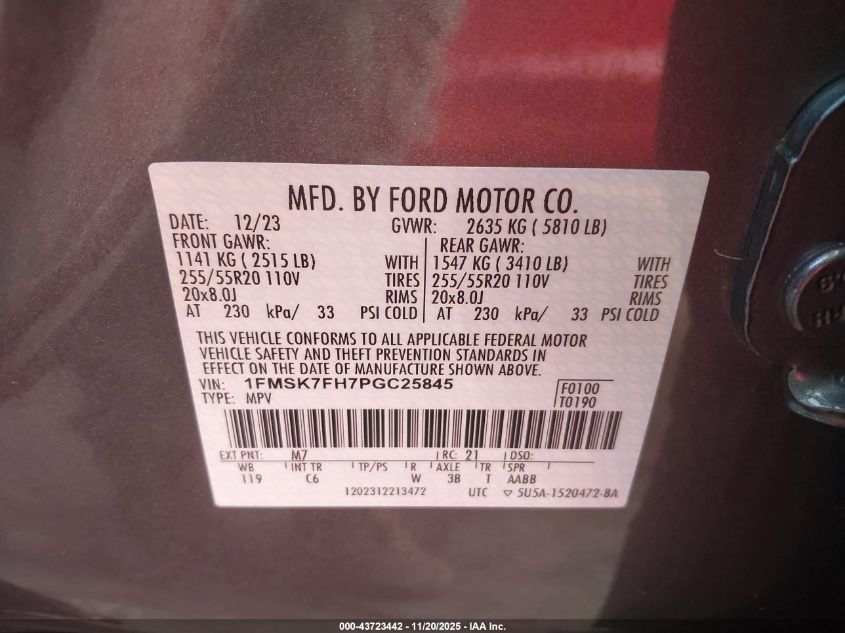 MFD. BY FORD MOTOR CO.
DATE: 12/23 GVWR: 2635 KG ( 5810 LB)
FRONT GAWR: REAR GAWR:
1141 KG ( 2515 LB) WITH 1547 KG ( 3410 LB) WITH
255/55R20 110V TIRES 255/55R20 110V TIRES
20x8.0J RIMS 20x8.0J RIMS
AT 230 kPa/ 33 PSI COLD AT 230 kPa/ 33 PSI COLD
THIS VEHICLE CONFORMS TO ALL APPLICABLE FEDERAL MOTOR
VEHICLE SAFETY AND THEFT PREVENTION STANDARDS IN
EFFECT ON THE DATE OF MANUFACTURE SHOWN ABOVE.
VIN: 1FMSK7FH7PGC25845 F0100
TYPE: MPV T0190
EXT PNT: M7 RC: 21 DSO:
WB INT TR TP/PS R AXLE TR SPR
119 C6 W 3B T AABB
1202312213472 UTC ▽ 5U5A-1520472-BA
000-43723442 - 11/20/2025 - IAA Inc.